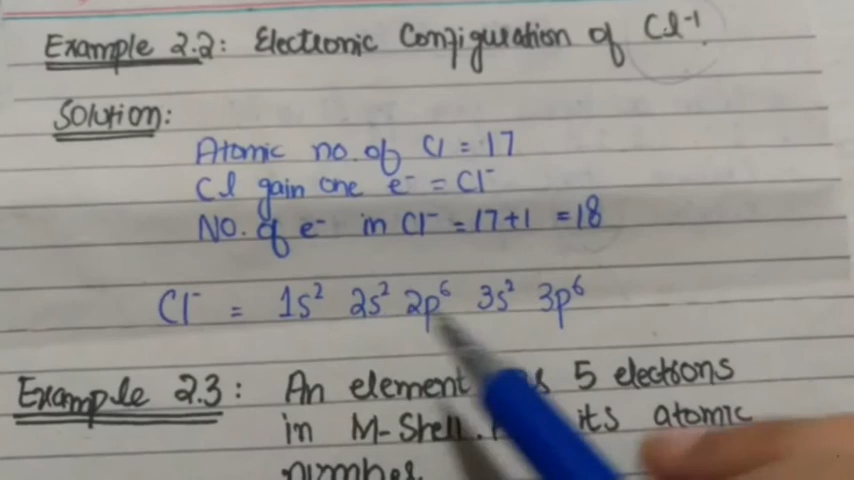 Example 2.2: Electronic Configuration of Cl⁻¹.
Solution:
Atomic no. of Cl = 17
Cl gain one e⁻ = Cl⁻
NO. of e⁻ in Cl⁻ = 17+1 = 18
Cl⁻ = 1s² 2s² 2p⁶ 3s² 3p⁶
Example 2.3: An element 5 electrons
in M-Shell. its atomic
number